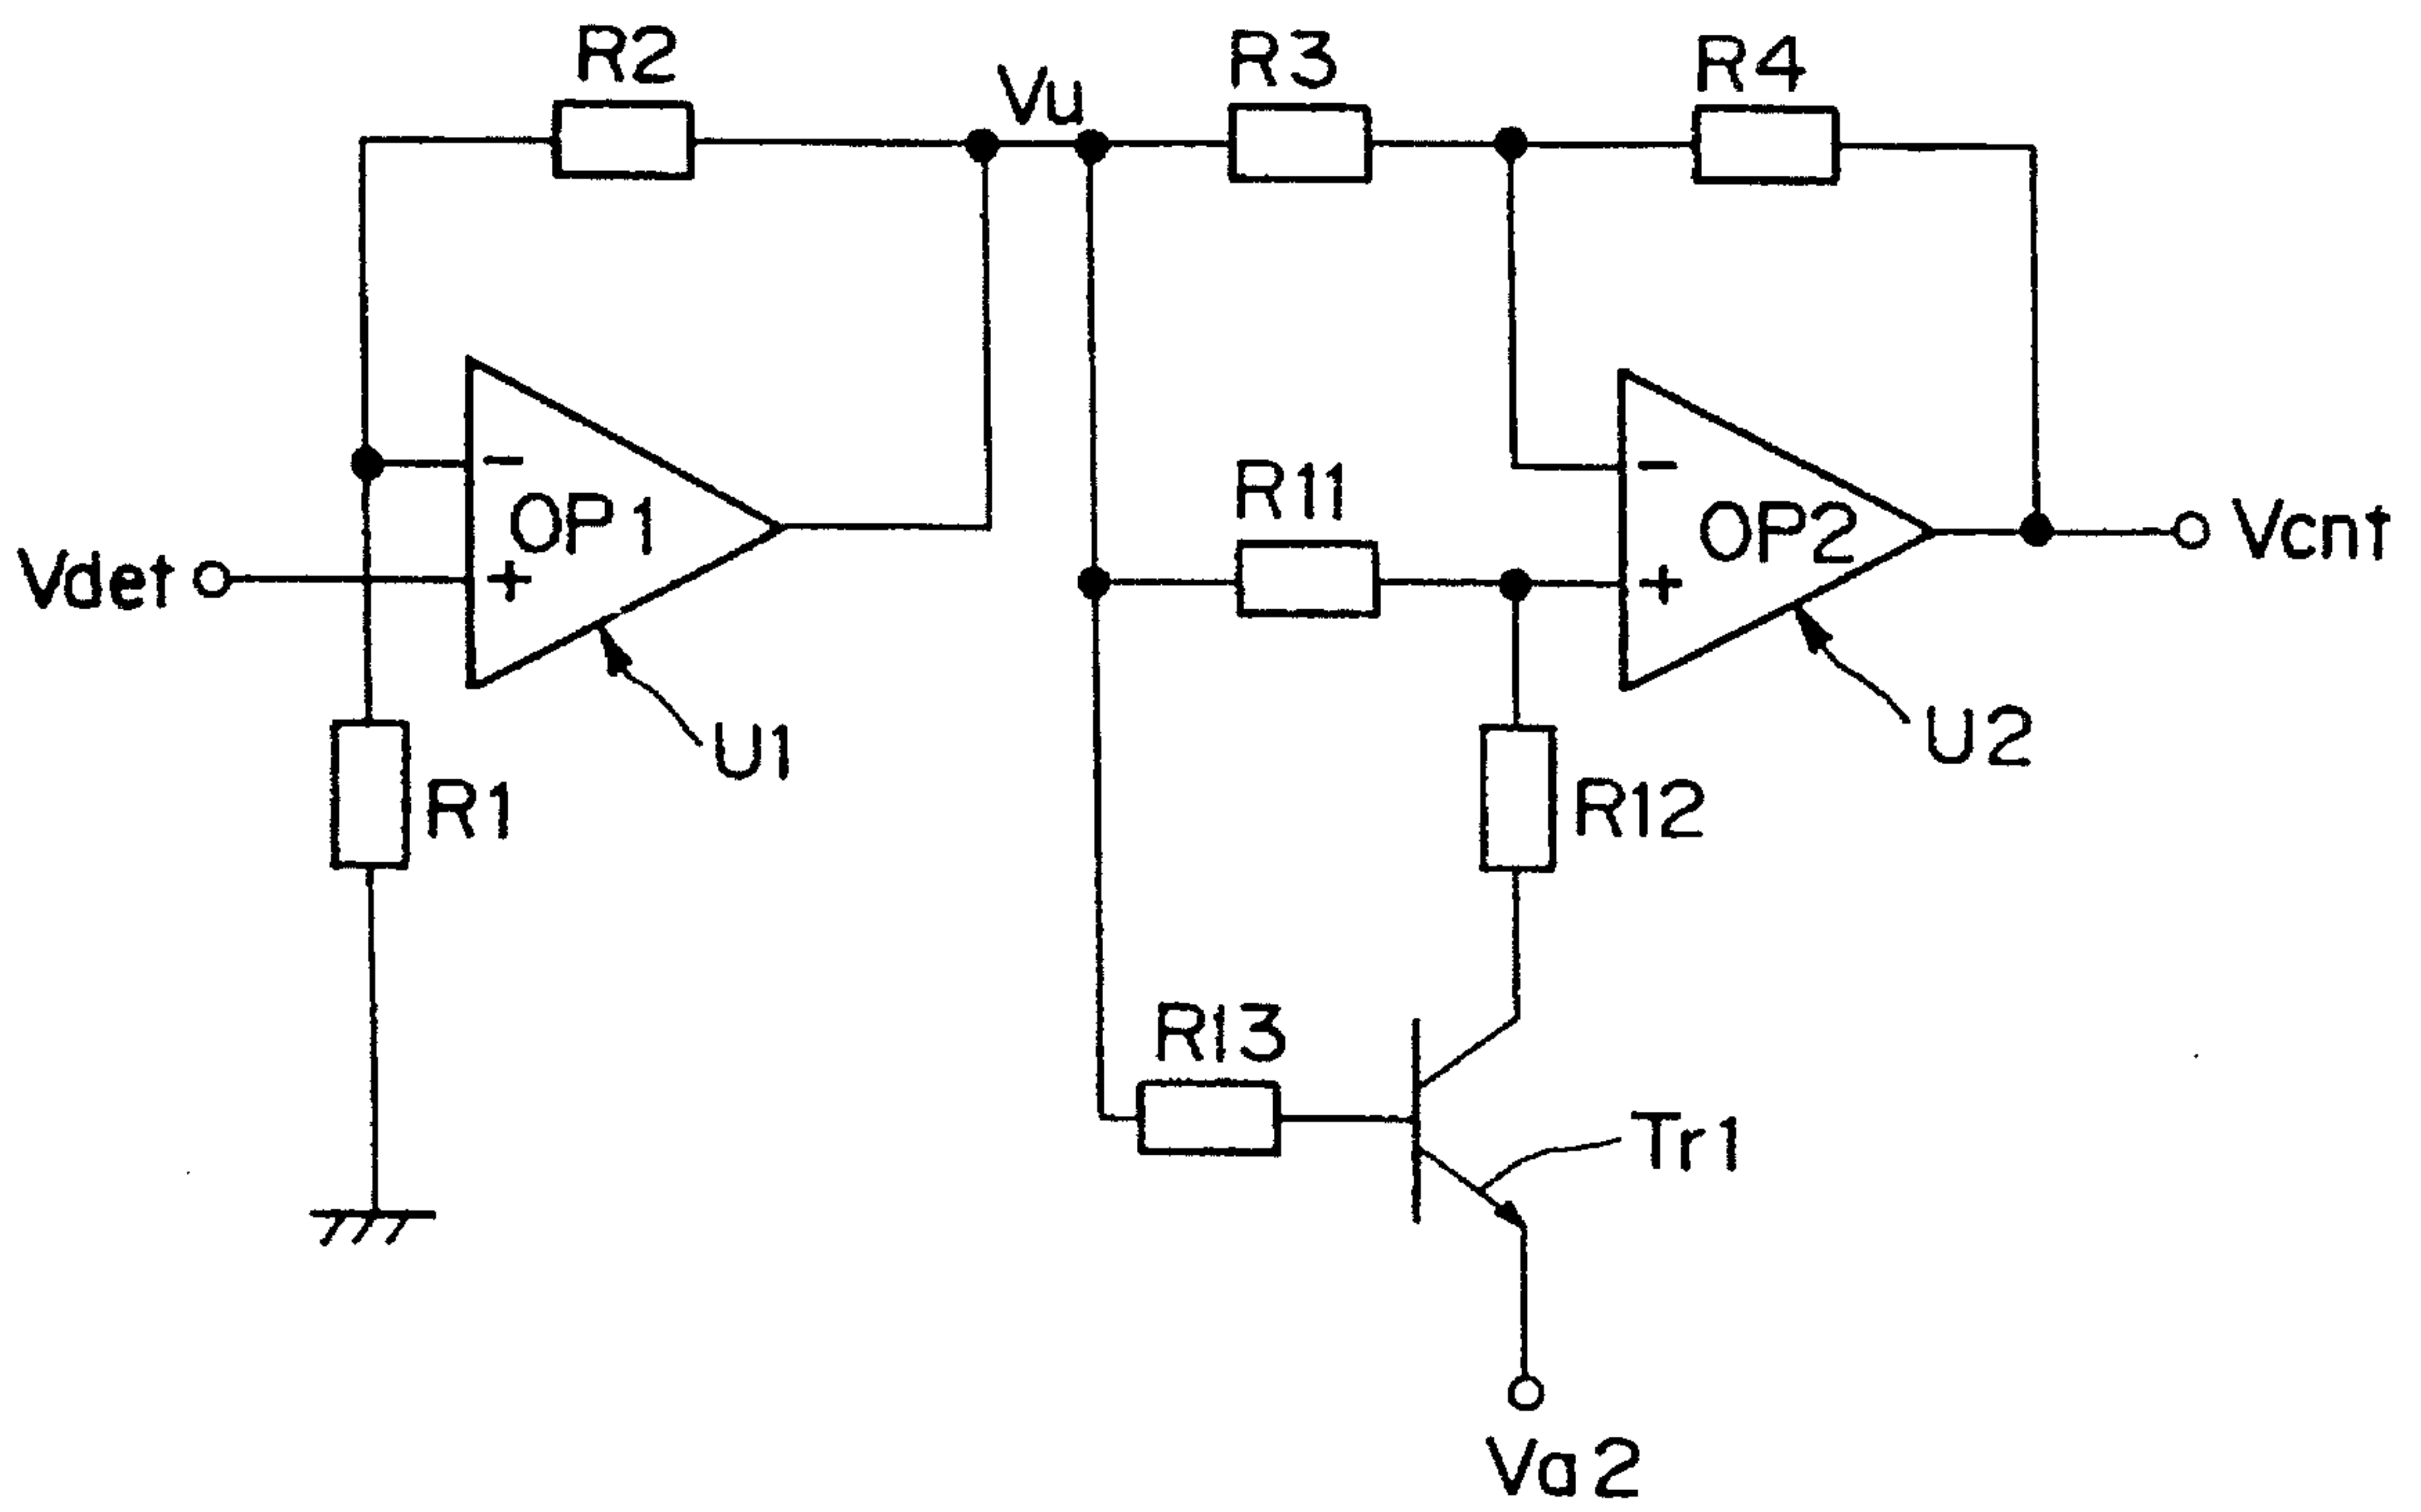 R2
Vu
R3
R4
-
OP1
+
Vdet
U1
R1
R11
-
OP2
+
Vcnt
U2
R12
R13
Tr1
Va2